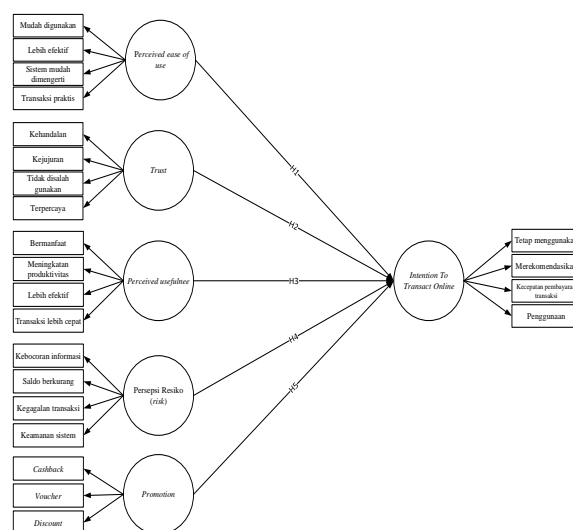 Mudah digunakan
Lebih efektif
Sistem mudah
dimengerti
Transaksi praktis
Perceived ease of
use
H1
Kehandalan
Kejujuran
Tidak disalah
gunakan
Terpercaya
Trust
H2
Bermanfaat
Meningkatan
produktivitas
Lebih efektif
Transaksi lebih cepat
Perceived usefulnee
H3
Kebocoran informasi
Saldo berkurang
Kegagalan transaksi
Keamanan sistem
Persepsi Resiko
(risk)
H4
Cashback
Voucher
Discount
Promotion
H5
Intention To
Transact Online
Tetap menggunaka
Merekomendasika
Kecepatan pembayara
transaksi
Penggunaan